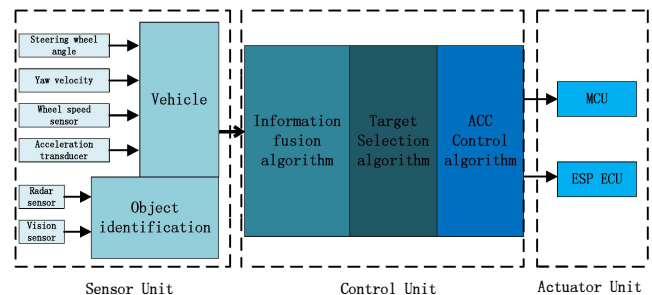 Steering wheel
angle
Yaw velocity
Wheel speed
sensor
Acceleration
transducer
Radar
sensor
Vision
sensor
Vehicle
Object
identification
Information
fusion
algorithm
Target
Selection
algorithm
ACC
Control
algorithm
MCU
ESP ECU
Sensor Unit
Control Unit
Actuator Unit